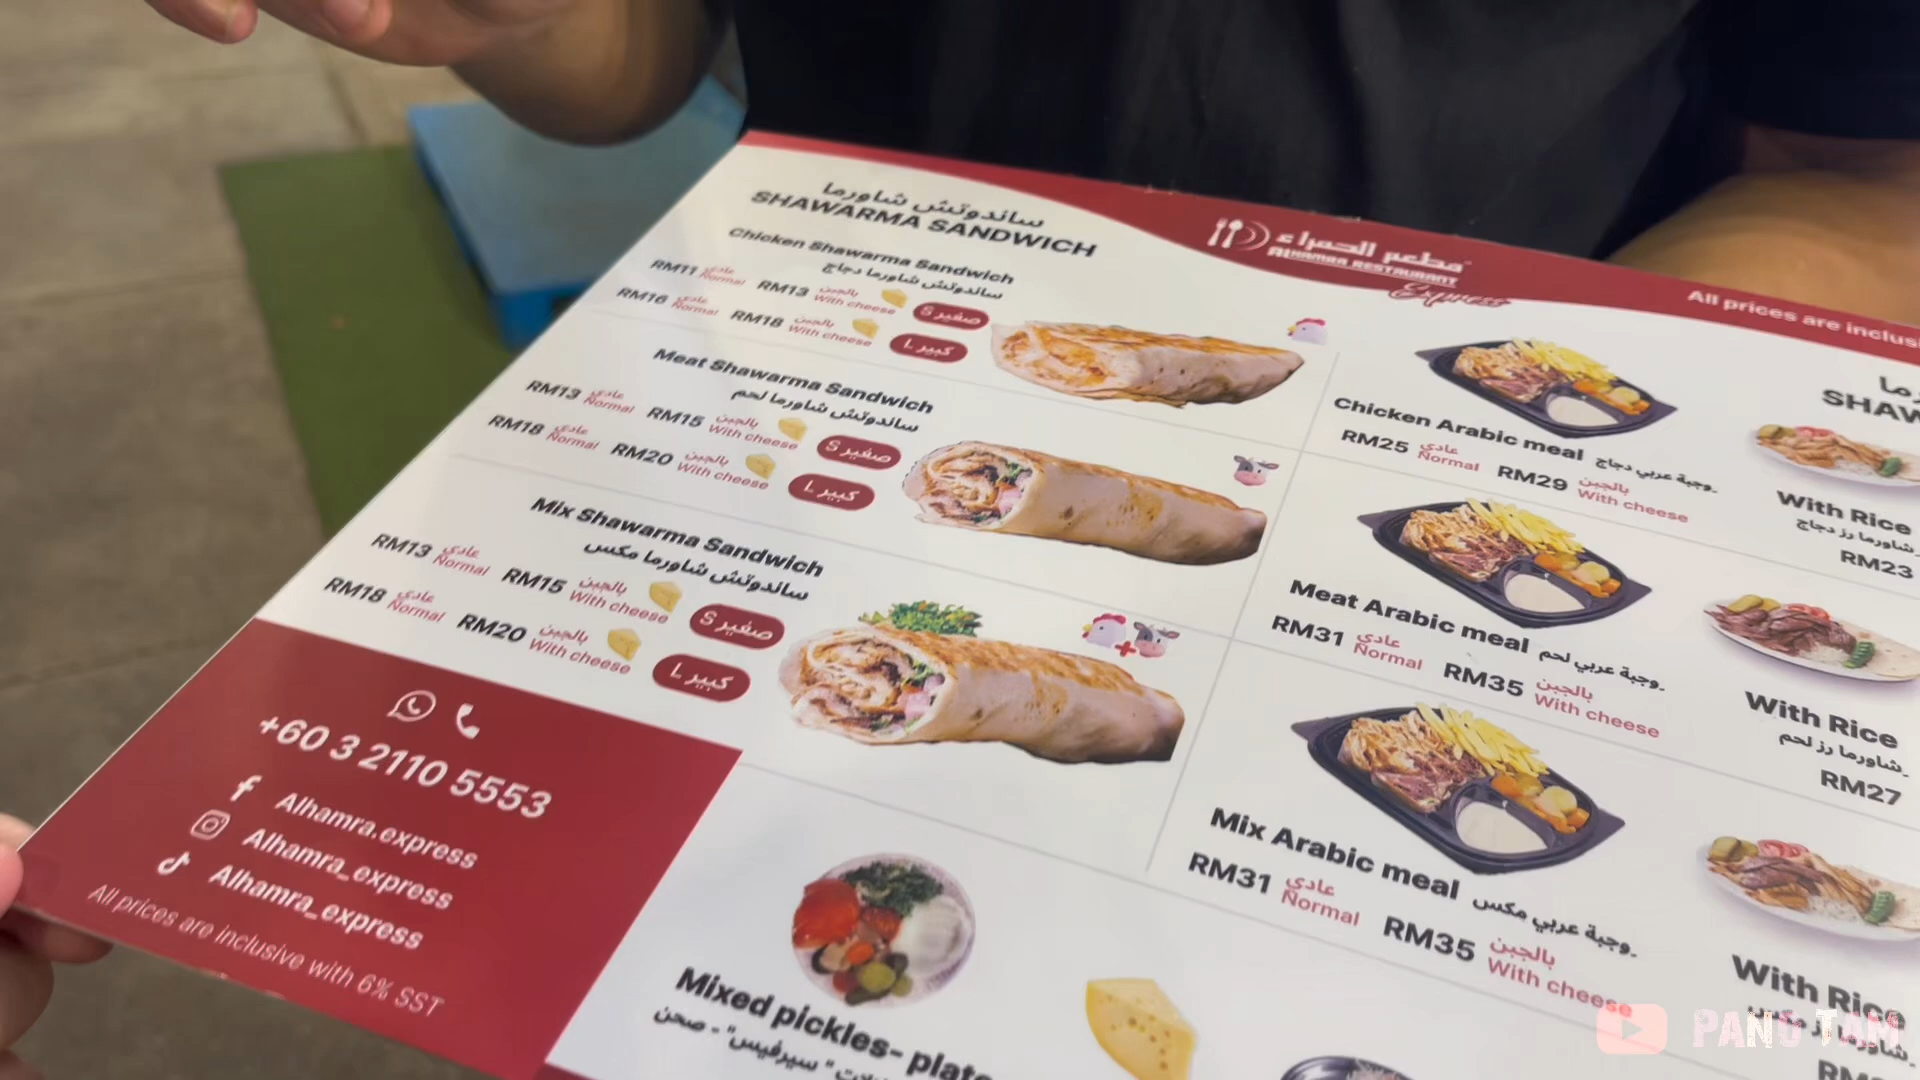 ساندوتش شاورما
SHAWARMA SANDWICH
Chicken Shawarma Sandwich
ساندوتش شاورما دجاج
RM11 عادي Normal RM13 بالجبن With cheese صغير S
RM16 عادي Normal RM18 بالجبن With cheese كبير L
Meat Shawarma Sandwich
ساندوتش شاورما لحم
RM13 عادي Normal RM15 بالجبن With cheese صغير S
RM18 عادي Normal RM20 بالجبن With cheese كبير L
Mix Shawarma Sandwich
ساندوتش شاورما مكس
RM13 عادي Normal RM15 بالجبن With cheese صغير S
RM18 عادي Normal RM20 بالجبن With cheese كبير L
+60 3 2110 5553
Alhamra.express
Alhamra_express
Alhamra_express
All prices are inclusive with 6% SST
Mixed pickles- plate
"سيرفيس" - صحن
مطعم الحمراء
ALHAMRA RESTAURANT
Express
All prices are
Chicken Arabic meal وجبة عربي دجاج
RM25 عادي Normal RM29 بالجبن With cheese
Meat Arabic meal وجبة عربي لحم
RM31 عادي Normal RM35 بالجبن With cheese
Mix Arabic meal وجبة عربي مكس
RM31 عادي Normal RM35 بالجبن With cheese
With Rice
شاورما رز دجاج
RM23
With Rice
شاورما رز لحم
RM27
With Rice
PANG TAM